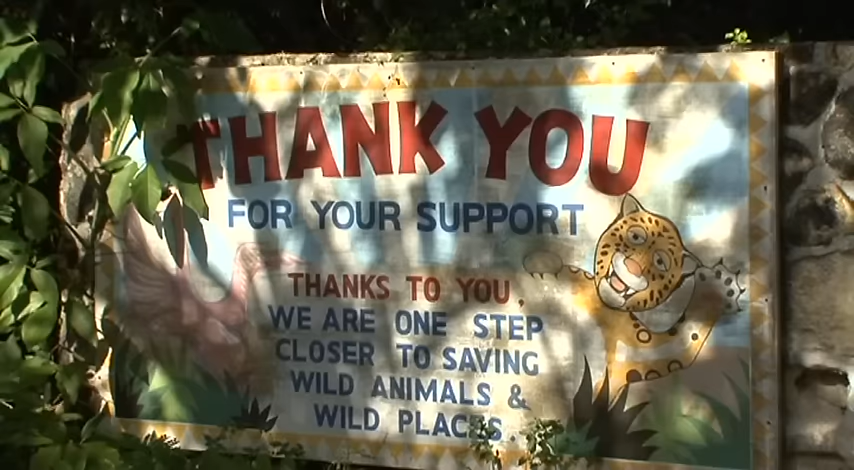 THANK YOU
FOR YOUR SUPPORT
THANKS TO YOU,
WE ARE ONE STEP
CLOSER TO SAVING
WILD ANIMALS &
WILD PLACES.